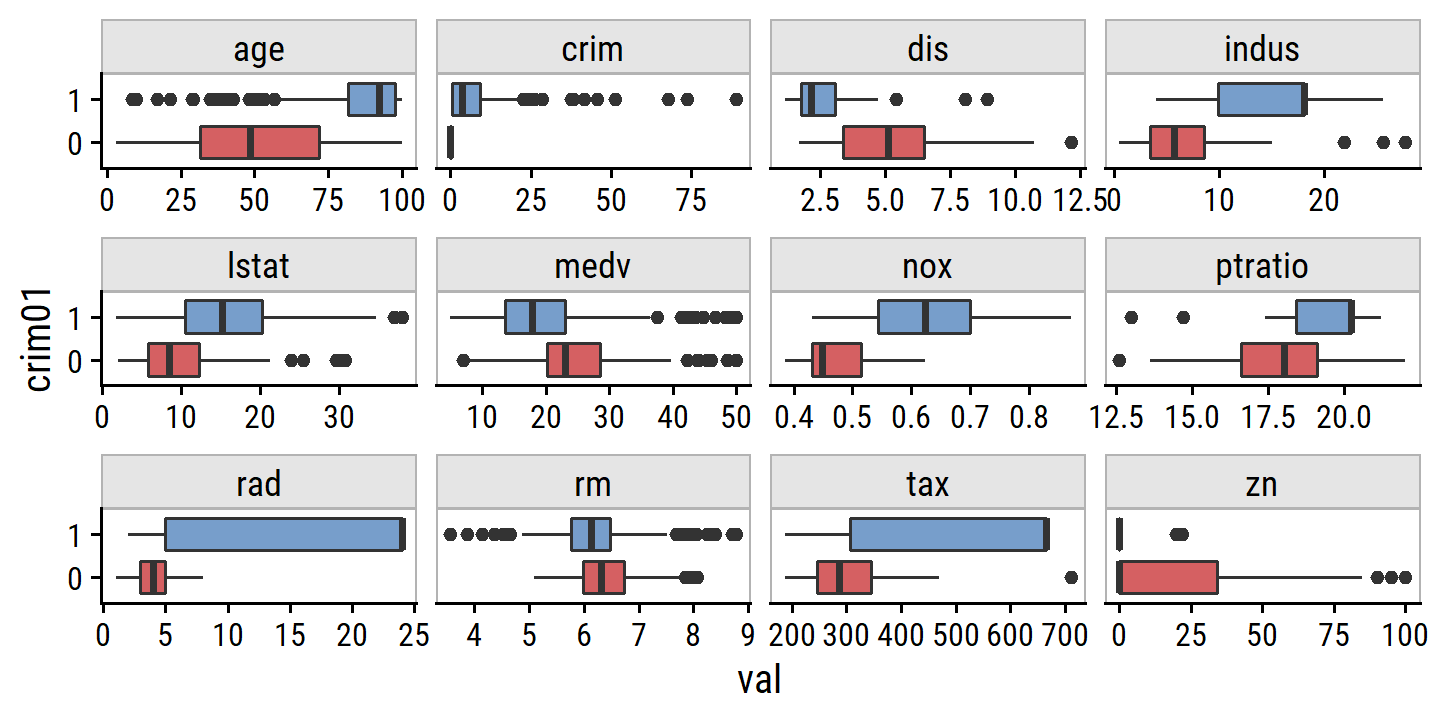 age crim dis indus
1
0
0 25 50 75 100 0 25 50 75 2.5 5.0 7.5 10.0 12.5 0 10 20
lstat medv nox ptratio
crim01
1
0
0 10 20 30 10 20 30 40 50 0.4 0.5 0.6 0.7 0.8 12.5 15.0 17.5 20.0
rad rm tax zn
1
0
0 5 10 15 20 25 4 5 6 7 8 9 200 300 400 500 600 700 0 25 50 75 100
val